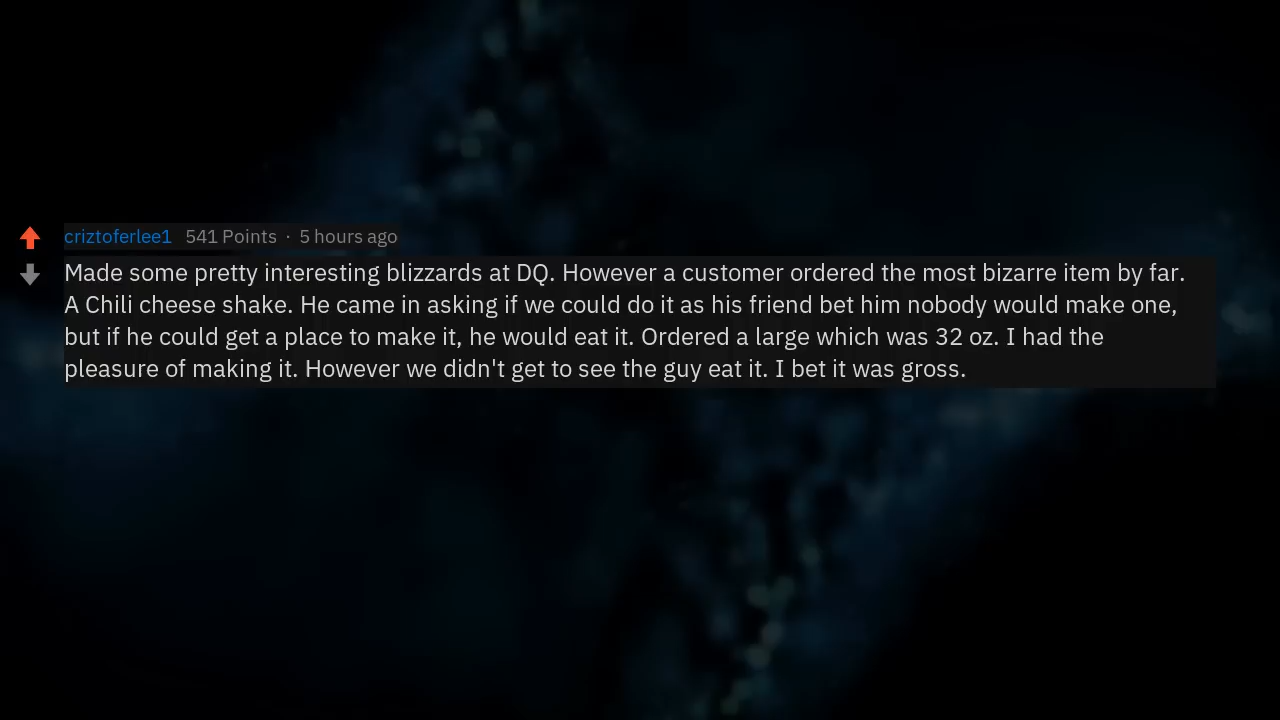 criztoferlee1 541 Points · 5 hours ago
Made some pretty interesting blizzards at DQ. However a customer ordered the most bizarre item by far.
A Chili cheese shake. He came in asking if we could do it as his friend bet him nobody would make one,
but if he could get a place to make it, he would eat it. Ordered a large which was 32 oz. I had the
pleasure of making it. However we didn't get to see the guy eat it. I bet it was gross.